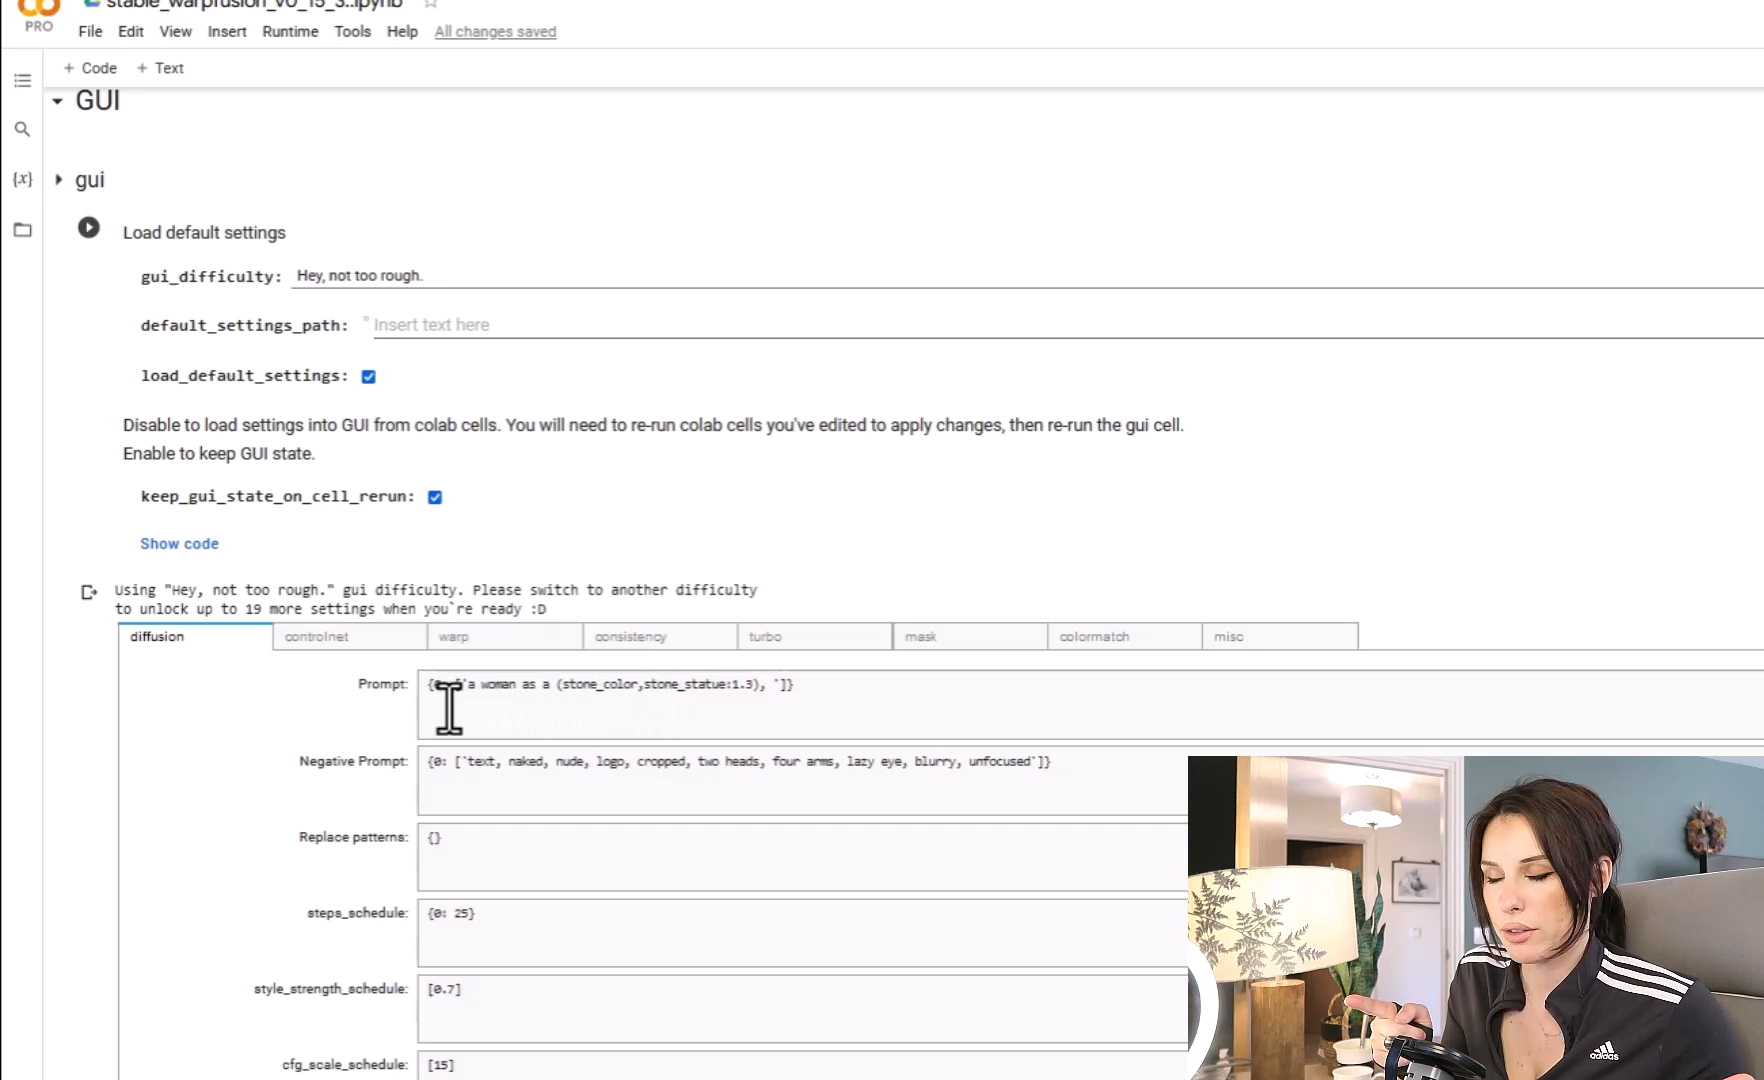 stable_warpfusion_v0_15_3..ipynb
PRO
File Edit View Insert Runtime Tools Help All changes saved
+ Code + Text
GUI
{x}
gui
Load default settings
gui_difficulty: Hey, not too rough.
default_settings_path: " Insert text here
load_default_settings:
Disable to load settings into GUI from colab cells. You will need to re-run colab cells you've edited to apply changes, then re-run the gui cell.
Enable to keep GUI state.
keep_gui_state_on_cell_rerun:
Show code
Using "Hey, not too rough." gui difficulty. Please switch to another difficulty
to unlock up to 19 more settings when you`re ready :D
diffusion controlnet warp consistency turbo mask colormatch misc
Prompt: 'a woman as a (stone_color,stone_statue:1.3), ']}
Negative Prompt: {0: ['text, naked, nude, logo, cropped, two heads, four arms, lazy eye, blurry, unfocused']}
Replace patterns: {}
steps_schedule: {0: 25}
style_strength_schedule: [0.7]
cfg_scale_schedule: [15]
adidas